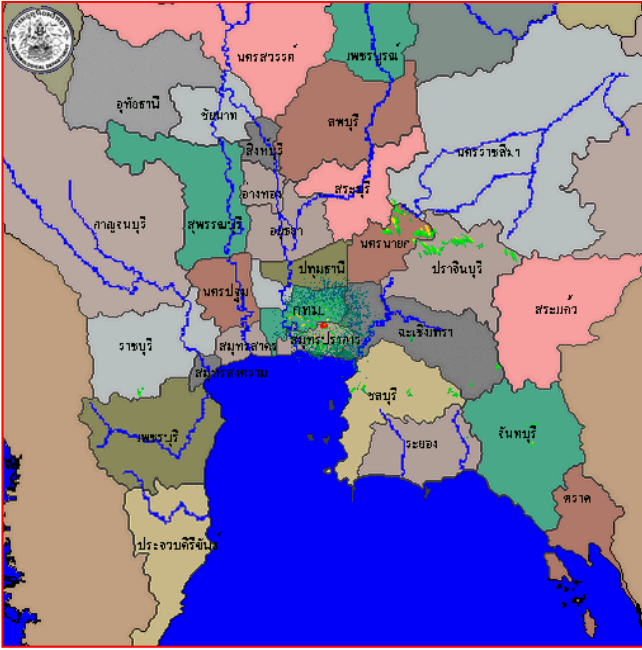 นครสวรรค์
เพชรบูรณ์
อุทัยธานี
ชัยนาท
ลพบุรี
สิงห์บุรี
นครราชสีมา
อ่างทอง
สระบุรี
กาญจนบุรี
สุพรรณบุรี
อยุธยา
นครนายก
ปทุมธานี
ปราจีนบุรี
นครปฐม
กทม.
สระแก้ว
ราชบุรี
สมุทรสาคร
สมุทรปราการ
ฉะเชิงเทรา
สมุทรสงคราม
ชลบุรี
เพชรบุรี
ระยอง
จันทบุรี
ตราด
ประจวบคีรีขันธ์